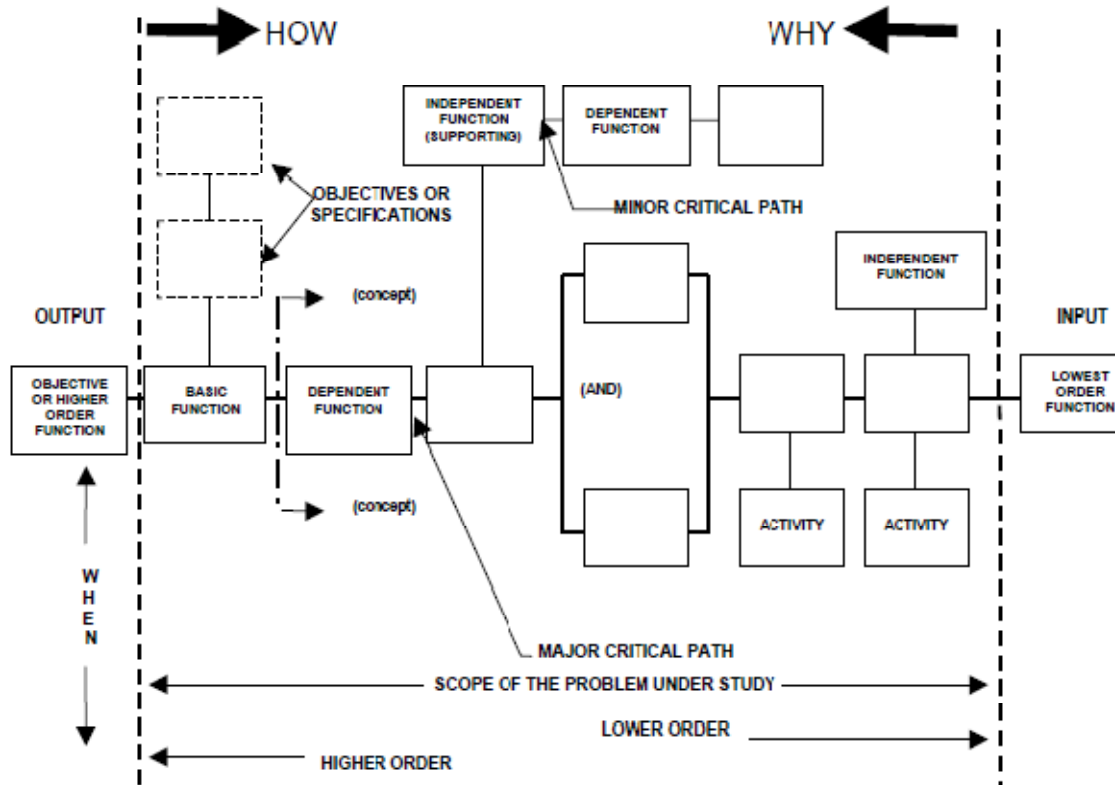 HOW
WHY
INDEPENDENT
FUNCTION
(SUPPORTING)
DEPENDENT
FUNCTION
OBJECTIVES OR
SPECIFICATIONS
MINOR CRITICAL PATH
INDEPENDENT
FUNCTION
(concept)
OUTPUT
INPUT
OBJECTIVE
OR HIGHER
ORDER
FUNCTION
BASIC
FUNCTION
DEPENDENT
FUNCTION
(AND)
LOWEST
ORDER
FUNCTION
(concept)
ACTIVITY
ACTIVITY
W
H
E
N
MAJOR CRITICAL PATH
SCOPE OF THE PROBLEM UNDER STUDY
LOWER ORDER
HIGHER ORDER